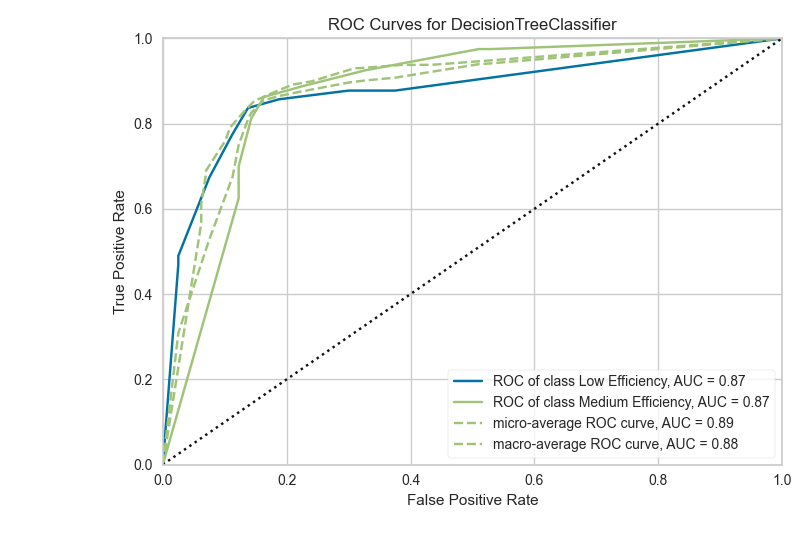 ROC Curves for DecisionTreeClassifier
1.0
0.8
0.6
0.4
0.2
0.0
True Positive Rate
ROC of class Low Efficiency, AUC = 0.87
ROC of class Medium Efficiency, AUC = 0.87
micro-average ROC curve, AUC = 0.89
macro-average ROC curve, AUC = 0.88
0.0 0.2 0.4 0.6 0.8 1.0
False Positive Rate